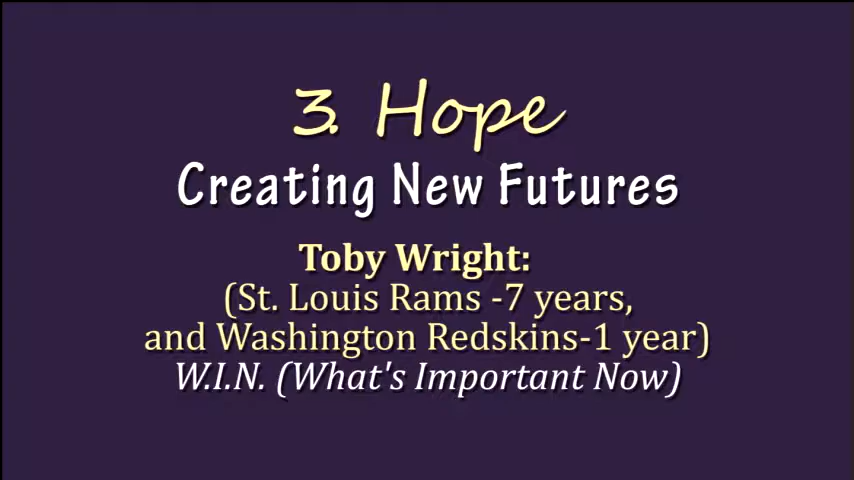 3. Hope
Creating New Futures
Toby Wright:
(St. Louis Rams -7 years,
and Washington Redskins-1 year)
W.I.N. (What's Important Now)